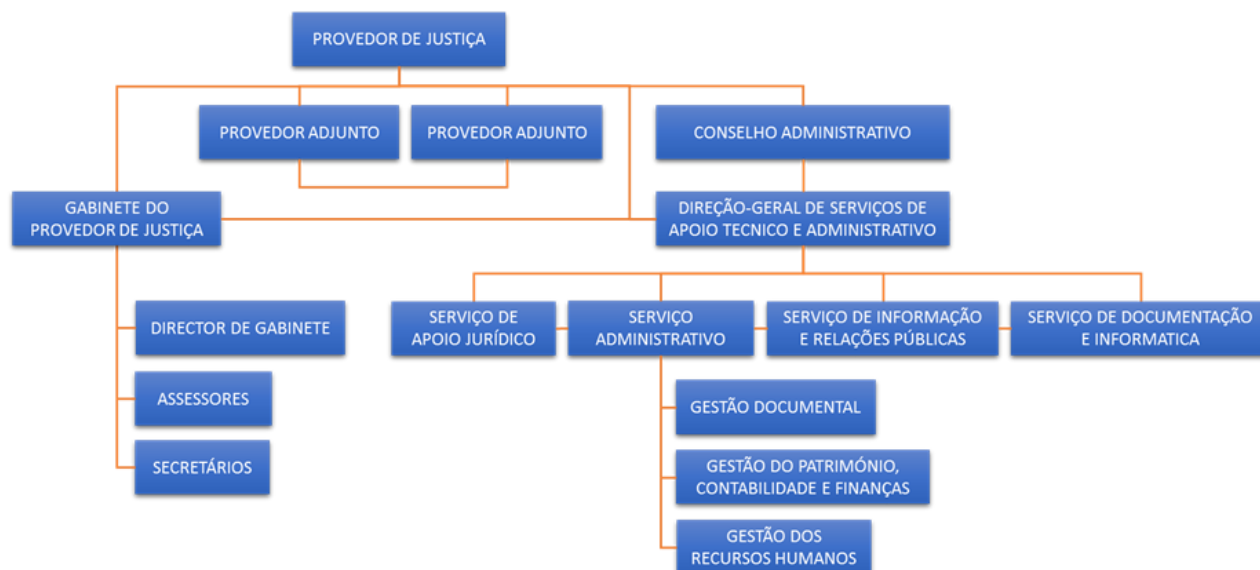 PROVEDOR DE JUSTIÇA
PROVEDOR ADJUNTO
PROVEDOR ADJUNTO
CONSELHO ADMINISTRATIVO
GABINETE DO
PROVEDOR DE JUSTIÇA
DIREÇÃO-GERAL DE SERVIÇOS DE
APOIO TECNICO E ADMINISTRATIVO
DIRECTOR DE GABINETE
ASSESSORES
SECRETÁRIOS
SERVIÇO DE
APOIO JURÍDICO
SERVIÇO
ADMINISTRATIVO
SERVIÇO DE INFORMAÇÃO
E RELAÇÕES PÚBLICAS
SERVIÇO DE DOCUMENTAÇÃO
E INFORMATICA
GESTÃO DOCUMENTAL
GESTÃO DO PATRIMÓNIO,
CONTABILIDADE E FINANÇAS
GESTÃO DOS
RECURSOS HUMANOS